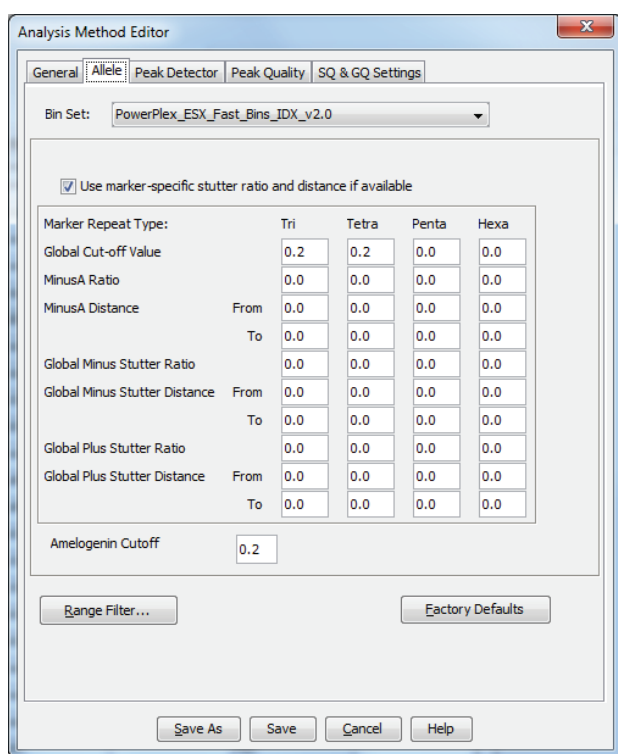 Analysis Method Editor
General Allele Peak Detector Peak Quality SQ & GQ Settings
Bin Set: PowerPlex_ESX_Fast_Bins_IDX_v2.0
Use marker-specific stutter ratio and distance if available
Marker Repeat Type: Tri Tetra Penta Hexa
Global Cut-off Value 0.2 0.2 0.0 0.0
MinusA Ratio 0.0 0.0 0.0 0.0
MinusA Distance From 0.0 0.0 0.0 0.0
To 0.0 0.0 0.0 0.0
Global Minus Stutter Ratio 0.0 0.0 0.0 0.0
Global Minus Stutter Distance From 0.0 0.0 0.0 0.0
To 0.0 0.0 0.0 0.0
Global Plus Stutter Ratio 0.0 0.0 0.0 0.0
Global Plus Stutter Distance From 0.0 0.0 0.0 0.0
To 0.0 0.0 0.0 0.0
Amelogenin Cutoff 0.2
Range Filter... Factory Defaults
Save As Save Cancel Help